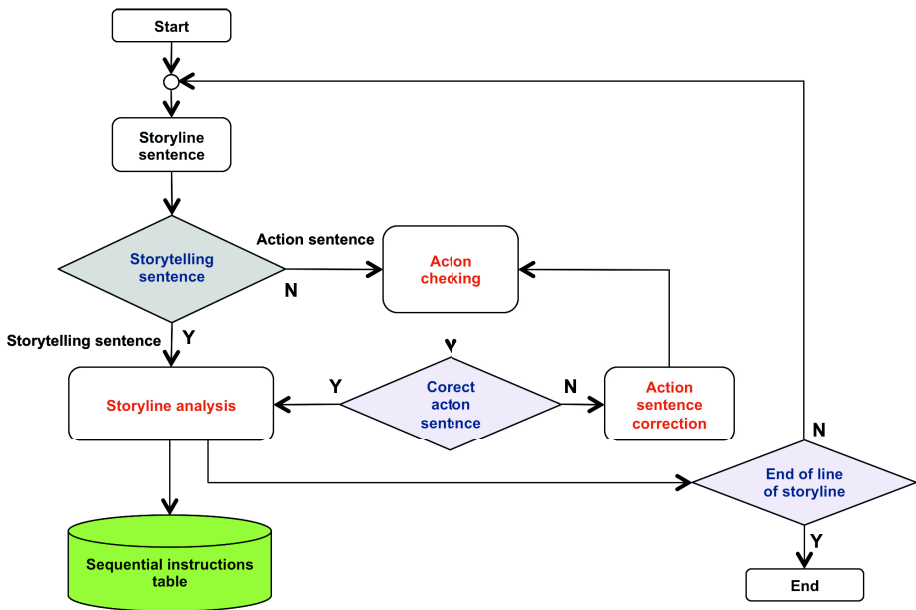 Start
Storyline
sentence
Storytelling
sentence
Action sentence
N
Acton
checking
Storytelling sentence
Y
Storyline analysis
Y
Corect
acton
sentence
N
Action
sentence
correction
N
End of line
of storyline
Y
Sequential instructions
table
End